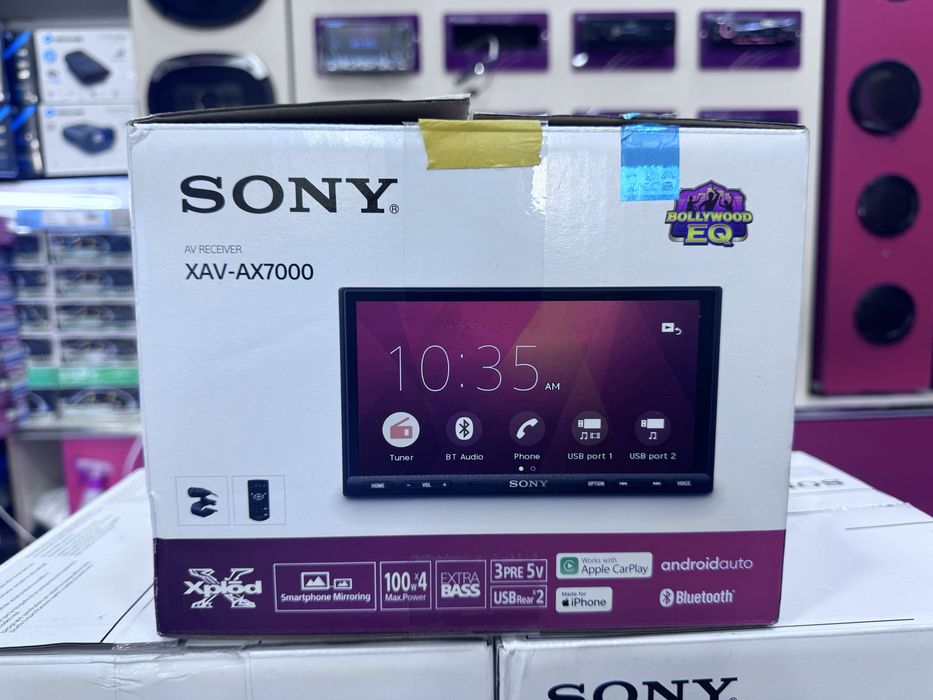 SONY®
BOLLYWOOD
EQ
AV RECEIVER
XAV-AX7000
10:35 AM
Tuner
BT Audio
Phone
USB port 1
USB port 2
HOME
- VOL +
SONY
OPTION
VOICE
Xplod
Smartphone Mirroring
100W x4
Max. Power
EXTRA
BASS
3PRE 5V
USB Rear*2
Works with
Apple CarPlay
androidauto
Made for
iPhone
Bluetooth®
SONY
SONY